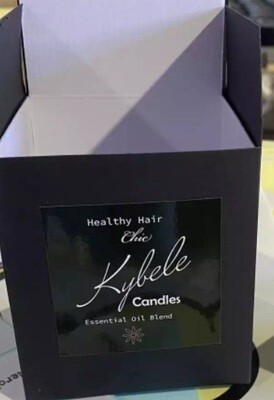 Healthy Hair
Chic
Kybele
Candles
Essential Oil Blend